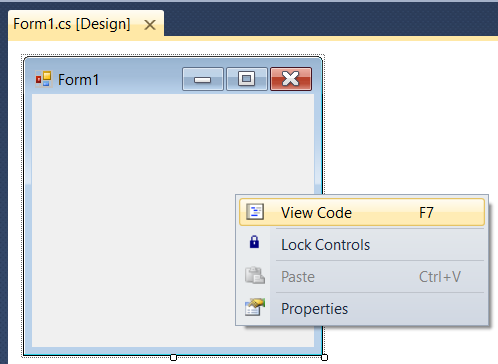 Form1.cs [Design]
Form1
View Code F7
Lock Controls
Paste Ctrl+V
Properties